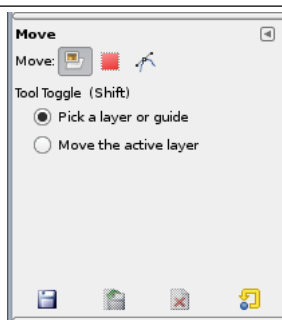 Move
Move:
Tool Toggle  (Shift)
Pick a layer or guide
Move the active layer